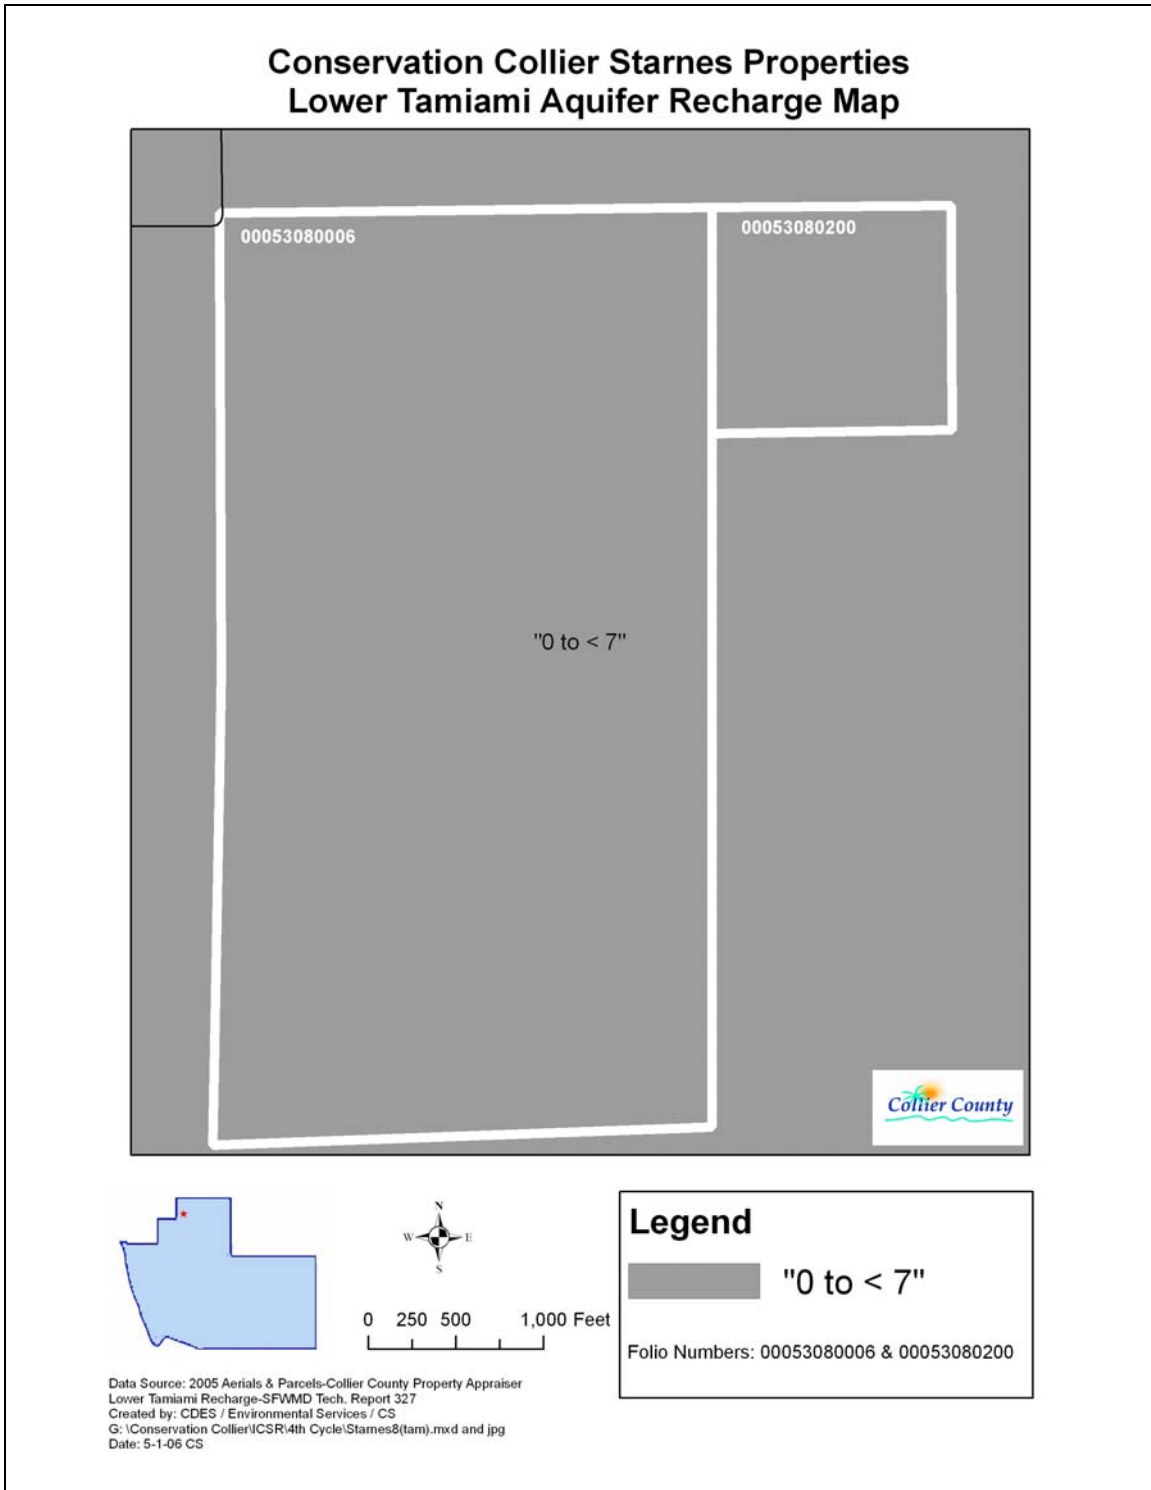 Conservation Collier Starnes Properties
Lower Tamiami Aquifer Recharge Map
00053080006
00053080200
"0 to < 7"
Collier County
N
W E
S
0 250 500 1,000 Feet
Legend
"0 to < 7"
Folio Numbers: 00053080006 & 00053080200
Data Source: 2005 Aerials & Parcels-Collier County Property Appraiser
Lower Tamiami Recharge-SFWMD Tech. Report 327
Created by: CDES / Environmental Services / CS
G: \Conservation Collier\ICSR\4th Cycle\Starnes8(tam).mxd and jpg
Date: 5-1-06 CS